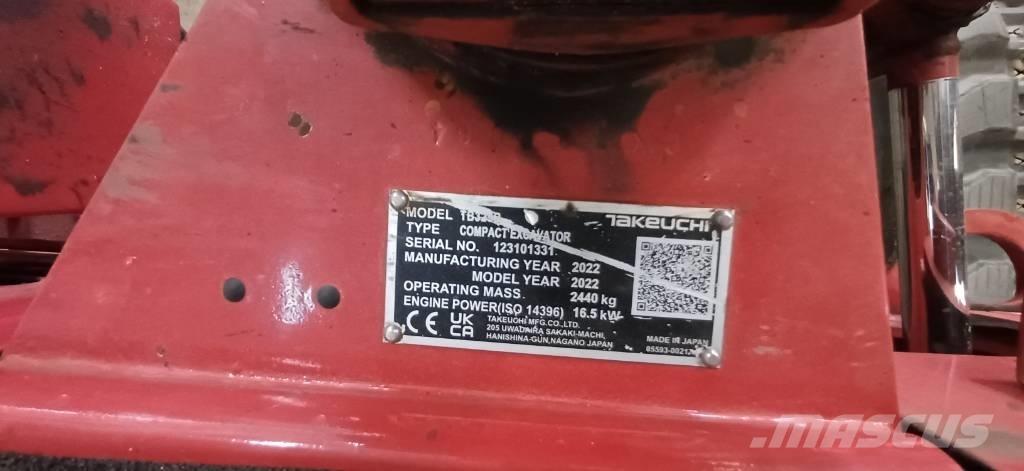 TAKEUCHI
MODEL
TYPE COMPACT EXCAVATOR
SERIAL NO. 123101331
MANUFACTURING YEAR 2022
MODEL YEAR 2022
OPERATING MASS 2440 kg
ENGINE POWER(ISO 14396) 16.5 kW
CE UK CA
TAKEUCHI MFG.CO.,LTD.
205 UWADAIRA SAKAKI-MACHI,
HANISHINA-GUN,NAGANO JAPAN
MADE IN JAPAN
MASCUS